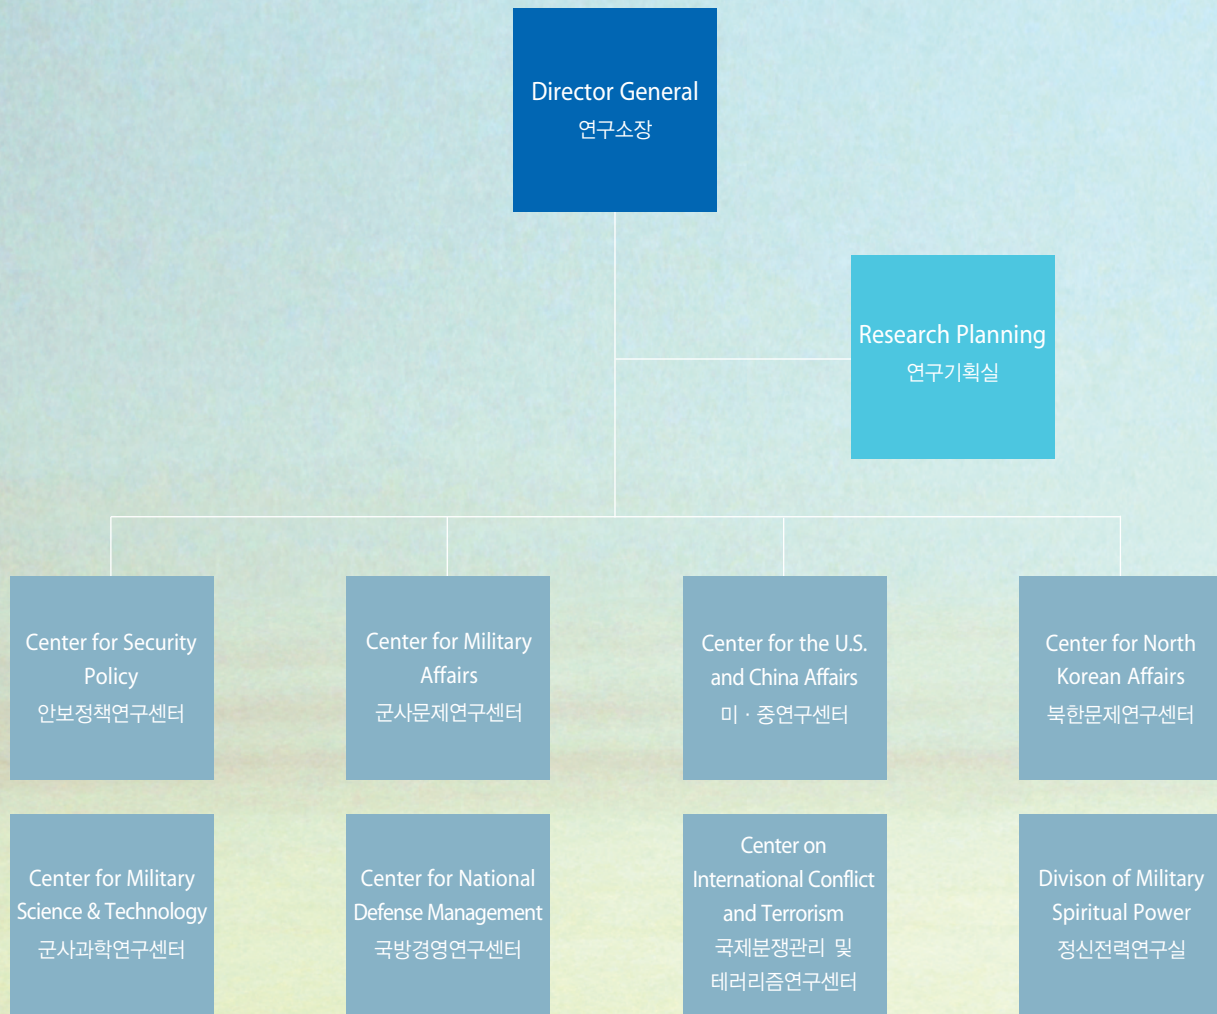 Director General
연구소장
Research Planning
연구기획실
Center for Security
Policy
안보정책연구센터
Center for Military
Affairs
군사문제연구센터
Center for the U.S.
and China Affairs
미 · 중연구센터
Center for North
Korean Affairs
북한문제연구센터
Center for Military
Science & Technology
군사과학연구센터
Center for National
Defense Management
국방경영연구센터
Center on
International Conflict
and Terrorism
국제분쟁관리 및
테러리즘연구센터
Divison of Military
Spiritual Power
정신전력연구실